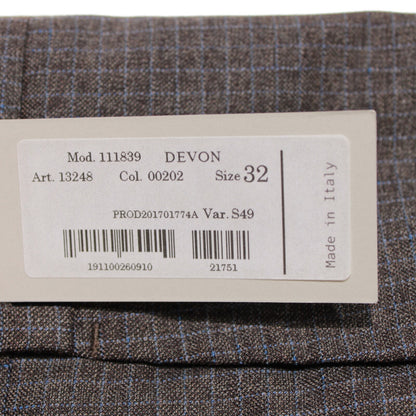 Mod. 111839 DEVON
Art. 13248 Col. 00202 Size 32
PROD201701774A Var. S49
191100260910 21751
Made in Italy